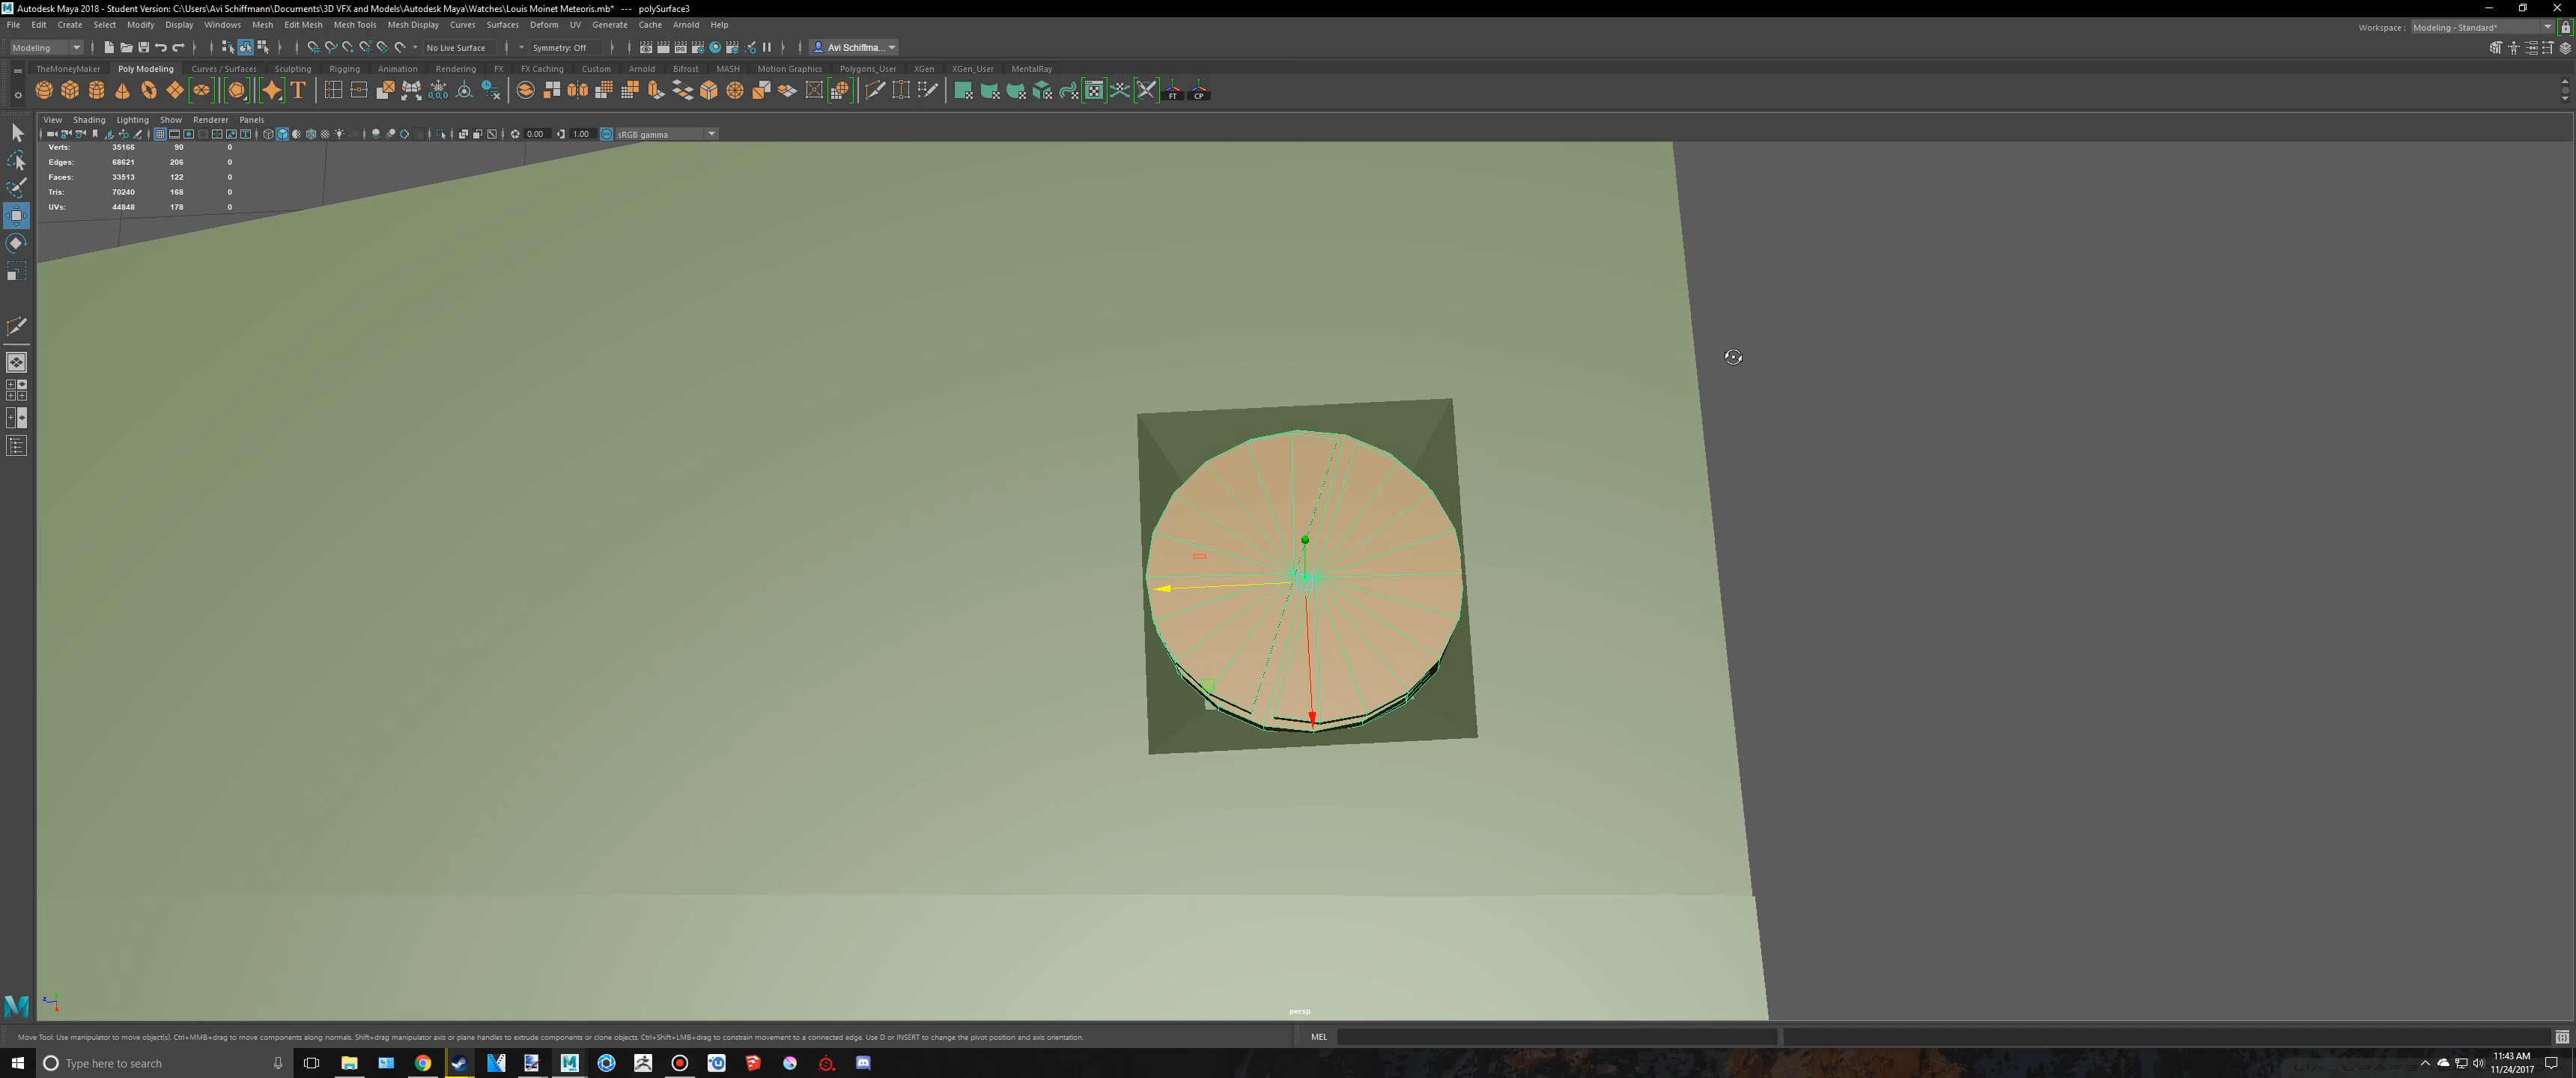 Autodesk Maya 2018 - Student Version: C:\Users\Avi Schiffmann\Documents\3D VFX and Models\Autodesk Maya\Watches\Louis Moinet Meteoris.mb* --- polySurface3
File Edit Create Select Modify Display Windows Mesh Edit Mesh Mesh Tools Mesh Display Curves Surfaces Deform UV Generate Cache Arnold Help
Workspace : Modeling - Standard*
Modeling No Live Surface Symmetry: Off Avi Schiffma...
TheMoneyMaker Poly Modeling Curves / Surfaces Sculpting Rigging Animation Rendering FX FX Caching Custom Arnold Bifrost MASH Motion Graphics Polygons_User XGen XGen_User MentalRay
T 0,0,0 FT CP
View Shading Lighting Show Renderer Panels
0.00 1.00 sRGB gamma
Verts: 35166 90 0
Edges: 68621 206 0
Faces: 33513 122 0
Tris: 70240 168 0
UVs: 44848 178 0
z
persp
Move Tool: Use manipulator to move object(s). Ctrl+MMB+drag to move components along normals. Shift+drag manipulator axis or plane handles to extrude components or clone objects. Ctrl+Shift+LMB+drag to constrain movement to a connected edge. Use D or INSERT to change the pivot position and axis orientation.
MEL
Type here to search
11:43 AM
11/24/2017